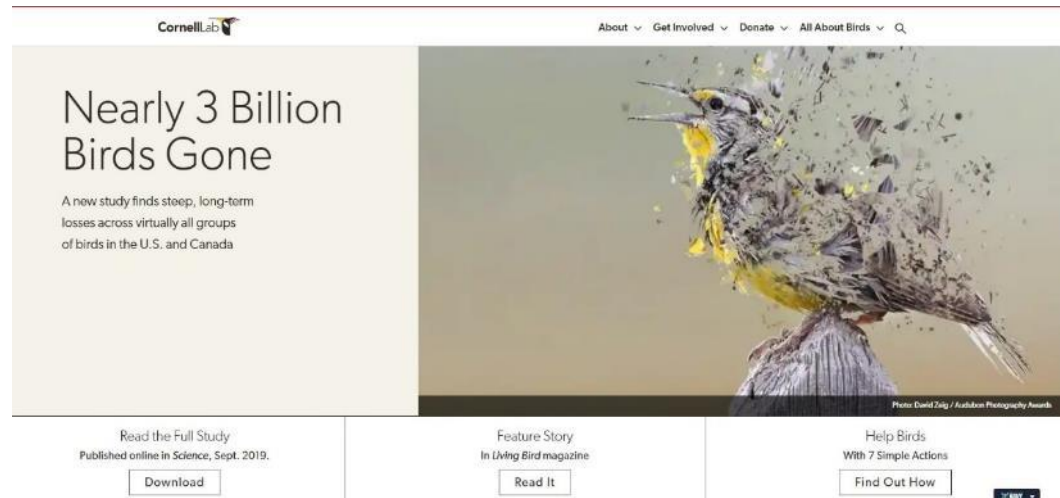 CornellLab
About Get Involved Donate All About Birds
Nearly 3 Billion
Birds Gone
A new study finds steep, long-term
losses across virtually all groups
of birds in the U.S. and Canada
Photo: David Zaig / Audubon Photography Awards
Read the Full Study
Published online in Science, Sept. 2019.
Download
Feature Story
In Living Bird magazine
Read It
Help Birds
With 7 Simple Actions
Find Out How